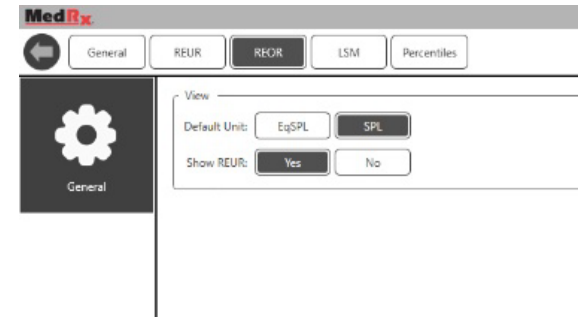 MedRx
General REUR REOR LSM Percentiles
View
Default Unit: EqSPL SPL
Show REUR: Yes No
General